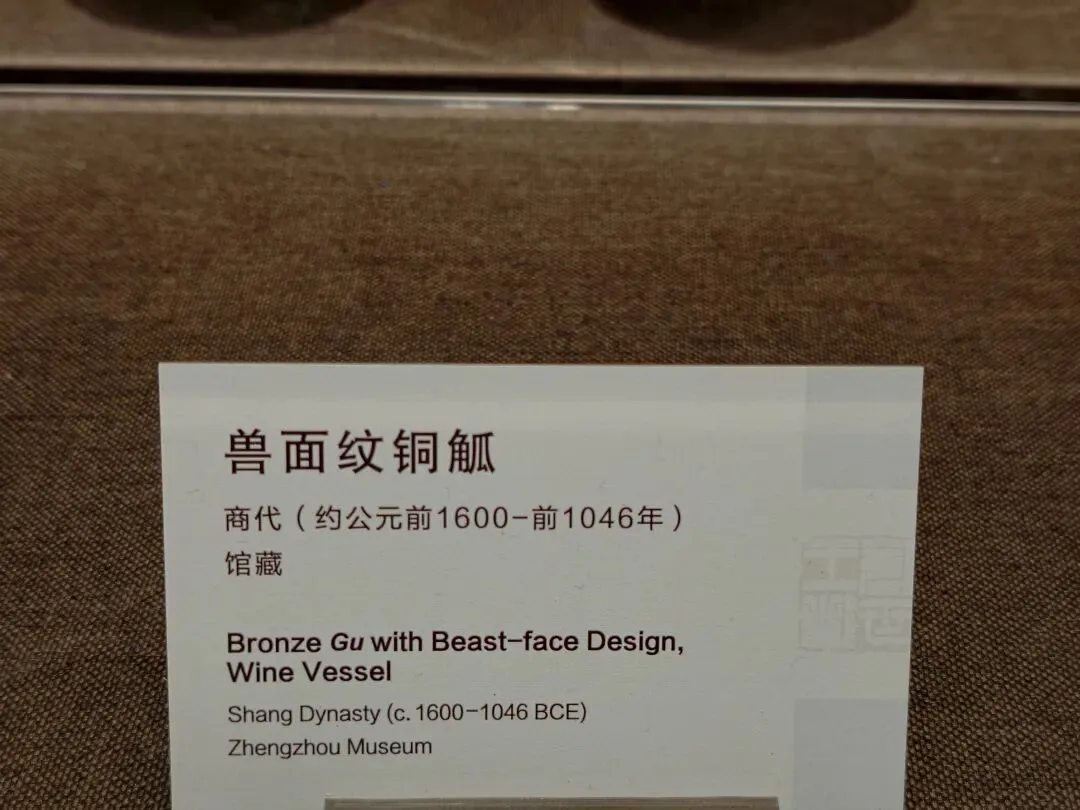 兽面纹铜觚
商代（约公元前1600-前1046年）
馆藏
Bronze Gu with Beast-face Design,
Wine Vessel
Shang Dynasty (c. 1600-1046 BCE)
Zhengzhou Museum